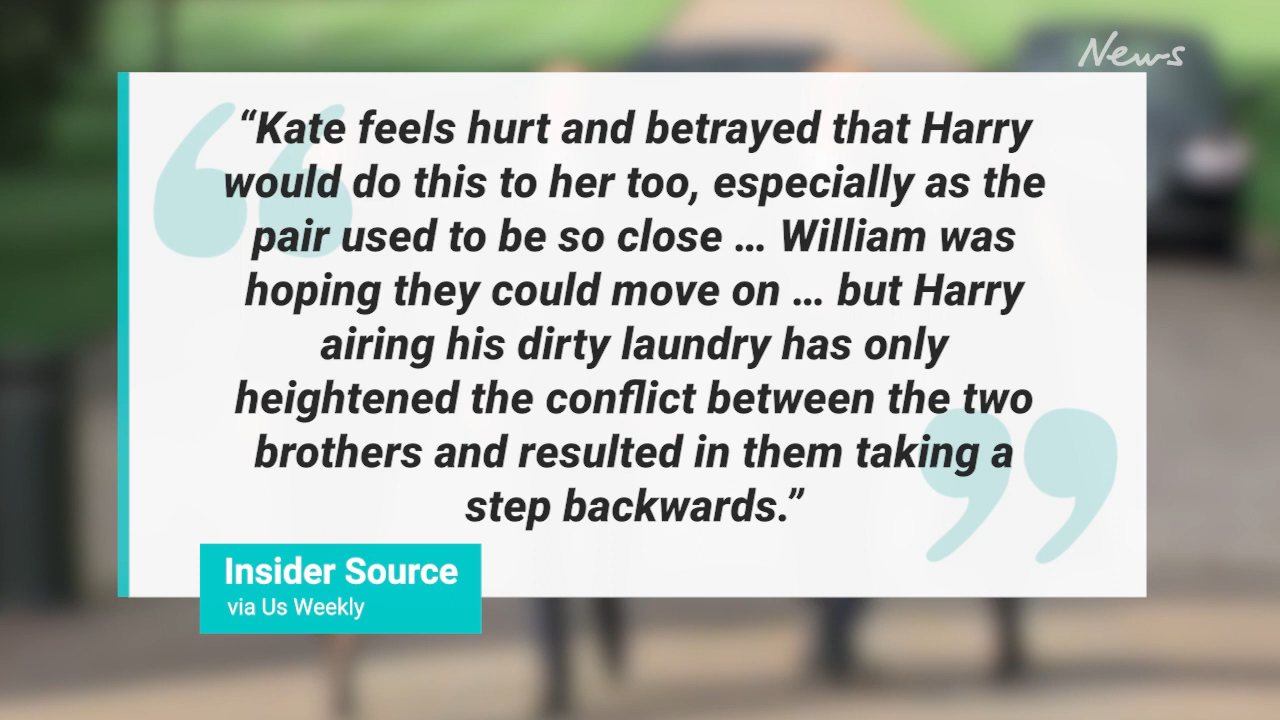 News
“Kate feels hurt and betrayed that Harry
would do this to her too, especially as the
pair used to be so close ... William was
hoping they could move on ... but Harry
airing his dirty laundry has only
heightened the conflict between the two
brothers and resulted in them taking a
step backwards.”
Insider Source
via Us Weekly